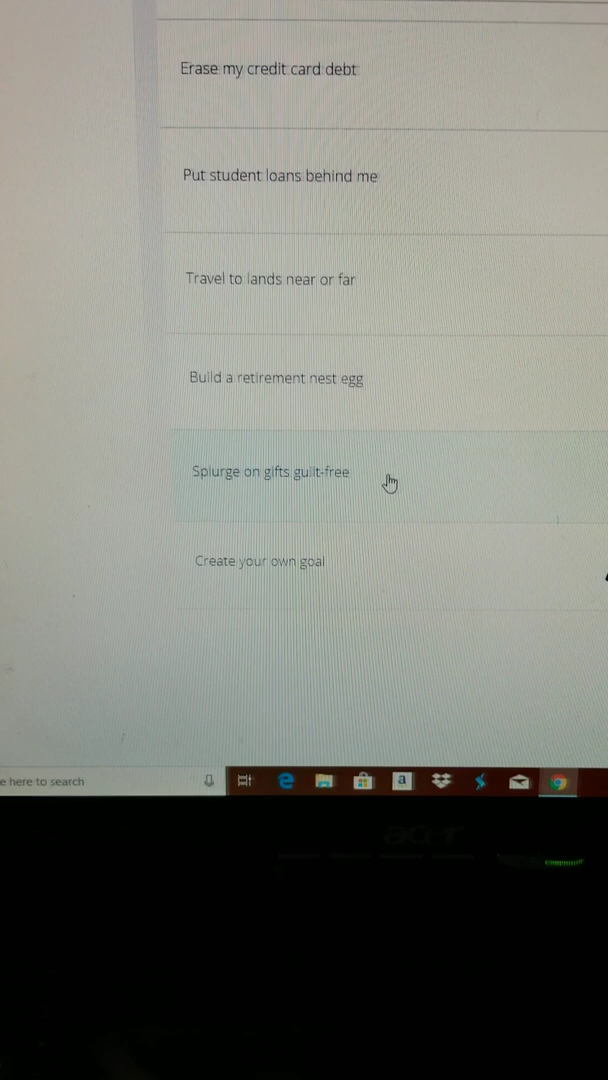 Erase my credit card debt
Put student loans behind me
Travel to lands near or far
Build a retirement nest egg
Splurge on gifts guilt-free
Create your own goal
e here to search
a
acer